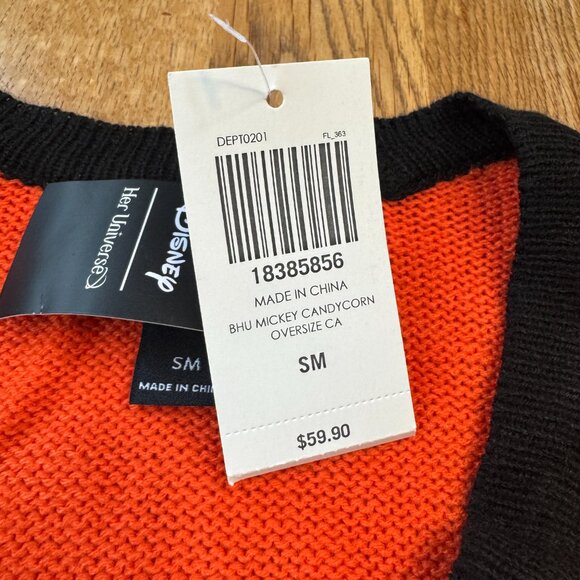 DEPT0201
FL_363
18385856
MADE IN CHINA
BHU MICKEY CANDYCORN
OVERSIZE CA
SM
$59.90
Her Universe
Disney
SM
MADE IN CHI